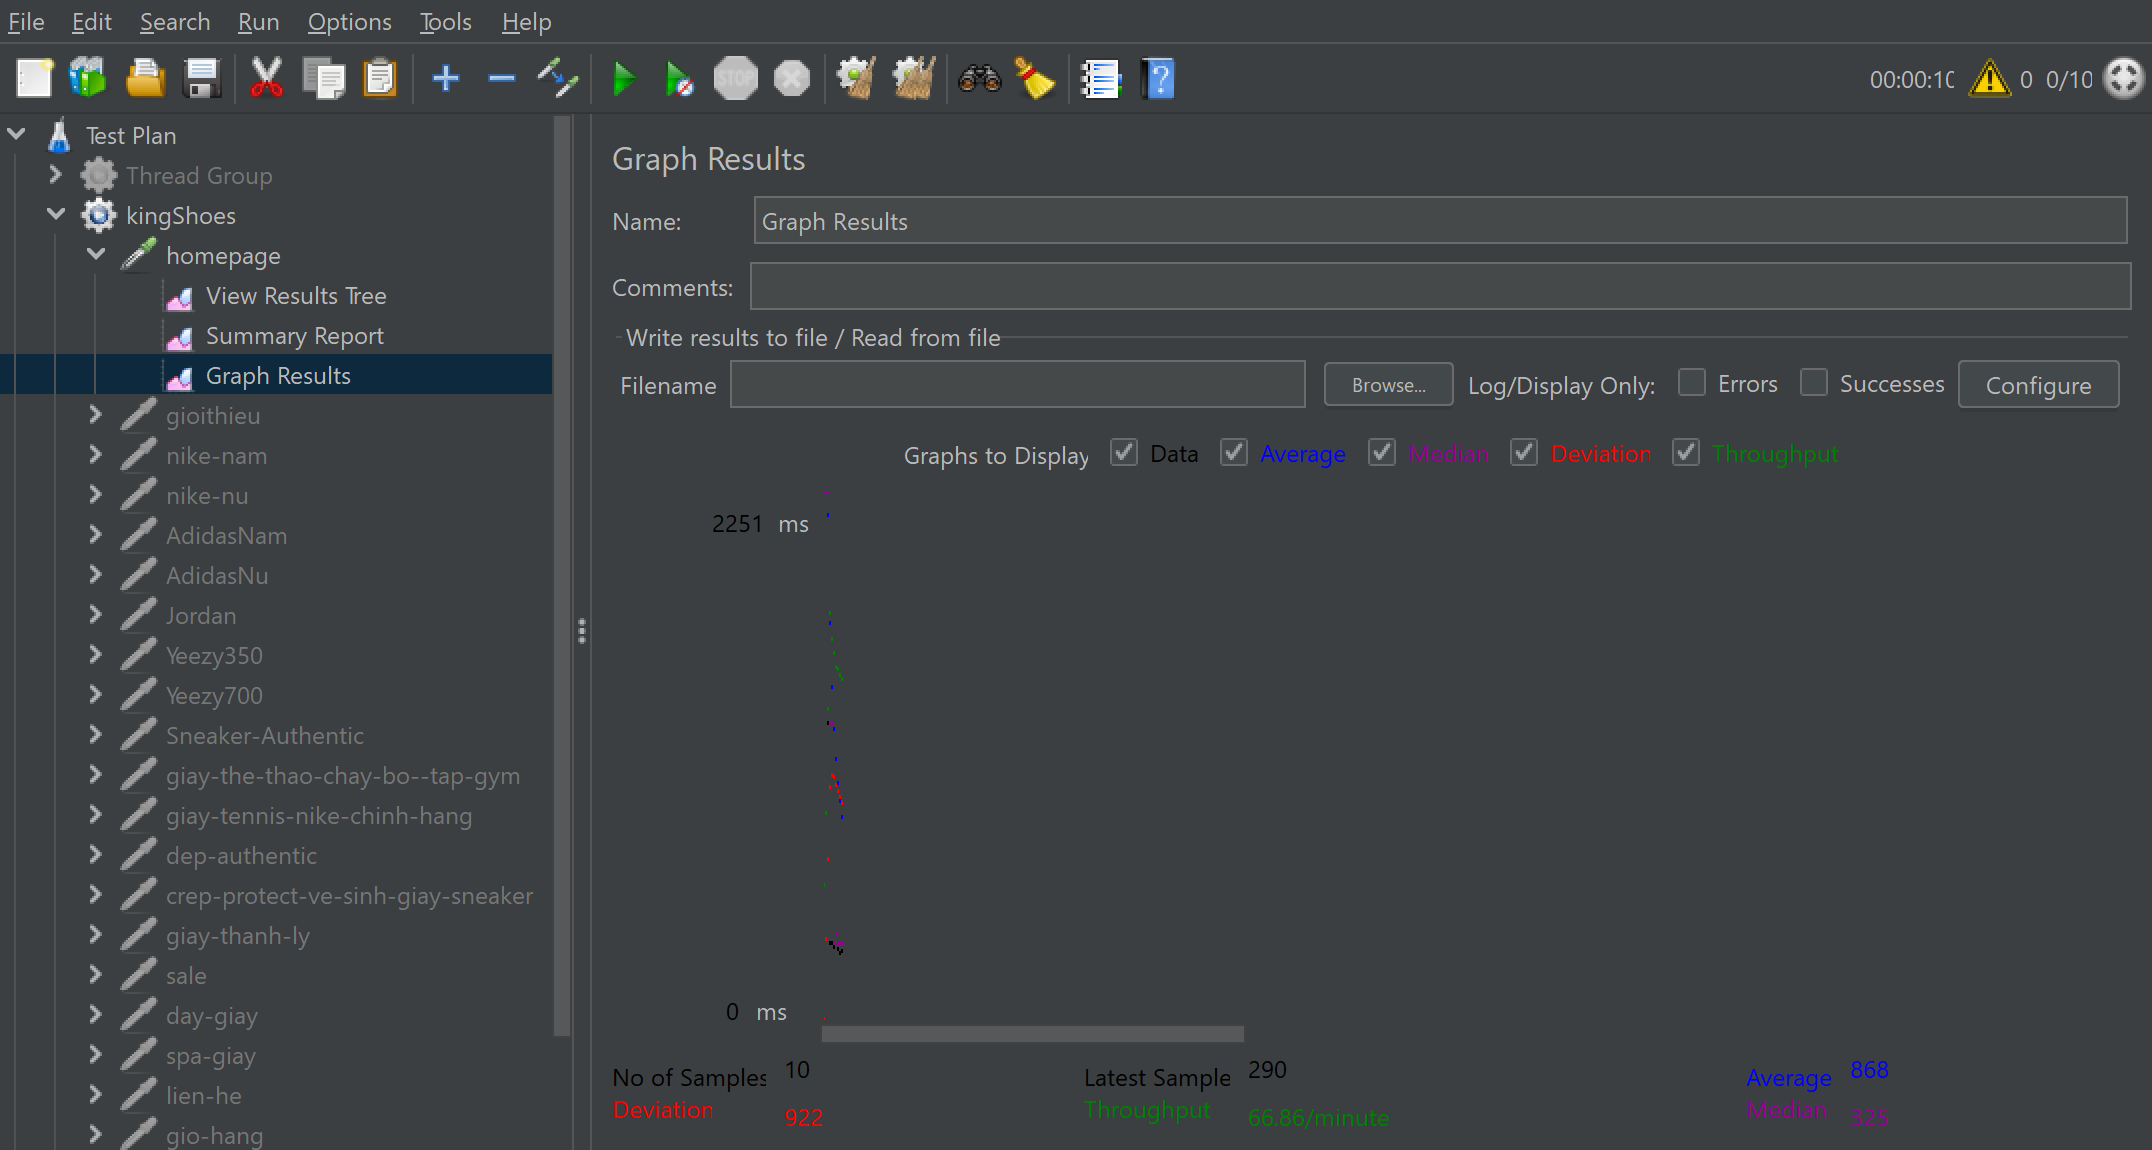 File Edit Search Run Options Tools Help
STOP
00:00:10 0 0/10
Test Plan
Thread Group
kingShoes
homepage
View Results Tree
Summary Report
Graph Results
gioithieu
nike-nam
nike-nu
AdidasNam
AdidasNu
Jordan
Yeezy350
Yeezy700
Sneaker-Authentic
giay-the-thao-chay-bo--tap-gym
giay-tennis-nike-chinh-hang
dep-authentic
crep-protect-ve-sinh-giay-sneaker
giay-thanh-ly
sale
day-giay
spa-giay
lien-he
gio-hang
Graph Results
Name: Graph Results
Comments:
Write results to file / Read from file
Filename Browse... Log/Display Only: Errors Successes Configure
Graphs to Display Data Average Median Deviation Throughput
2251 ms
0 ms
No of Samples 10 Latest Sample 290 Average 868
Deviation 922 Throughput 66.86/minute Median 325